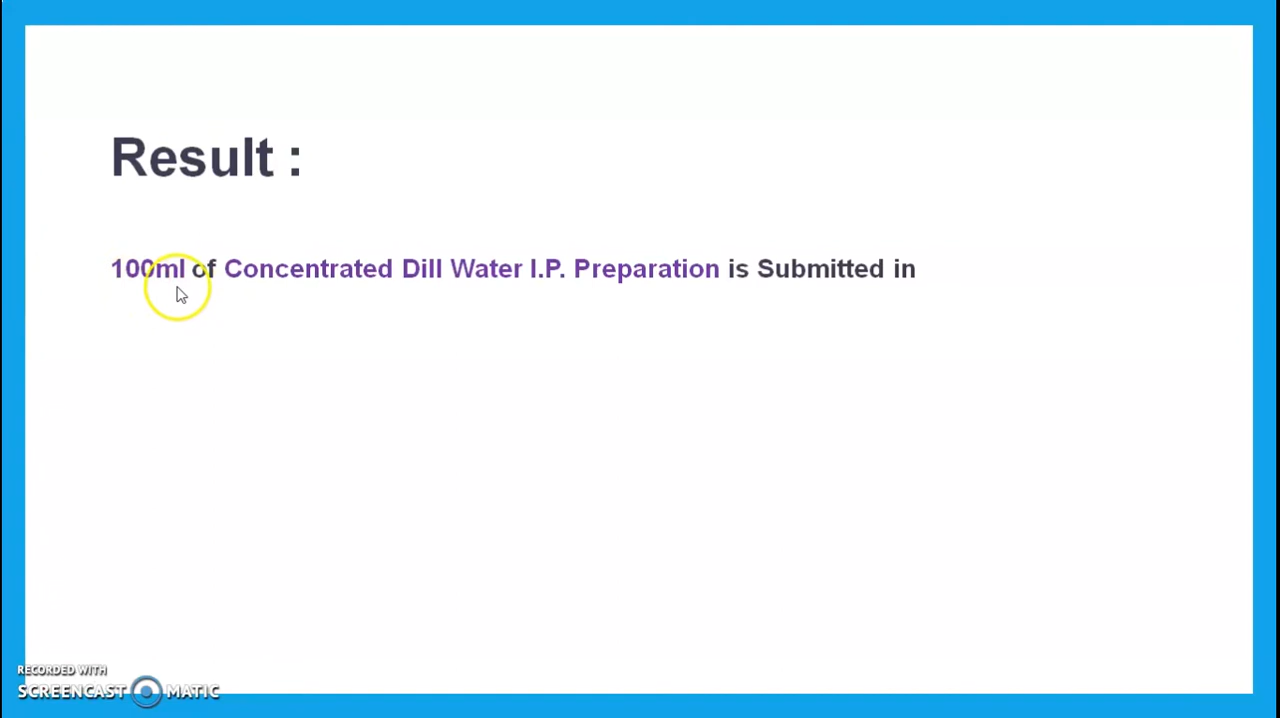 Result :
100ml of Concentrated Dill Water I.P. Preparation is Submitted in
RECORDED WITH
SCREENCAST MATIC